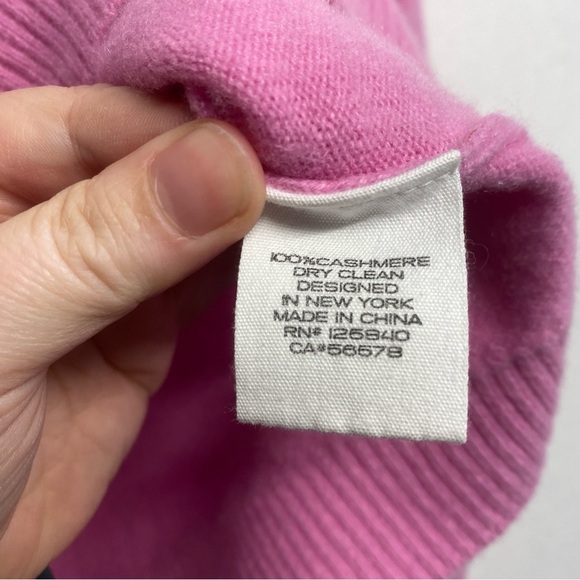 100%CASHMERE
DRY CLEAN
DESIGNED
IN NEW YORK
MADE IN CHINA
RN# 125840
CA#56578